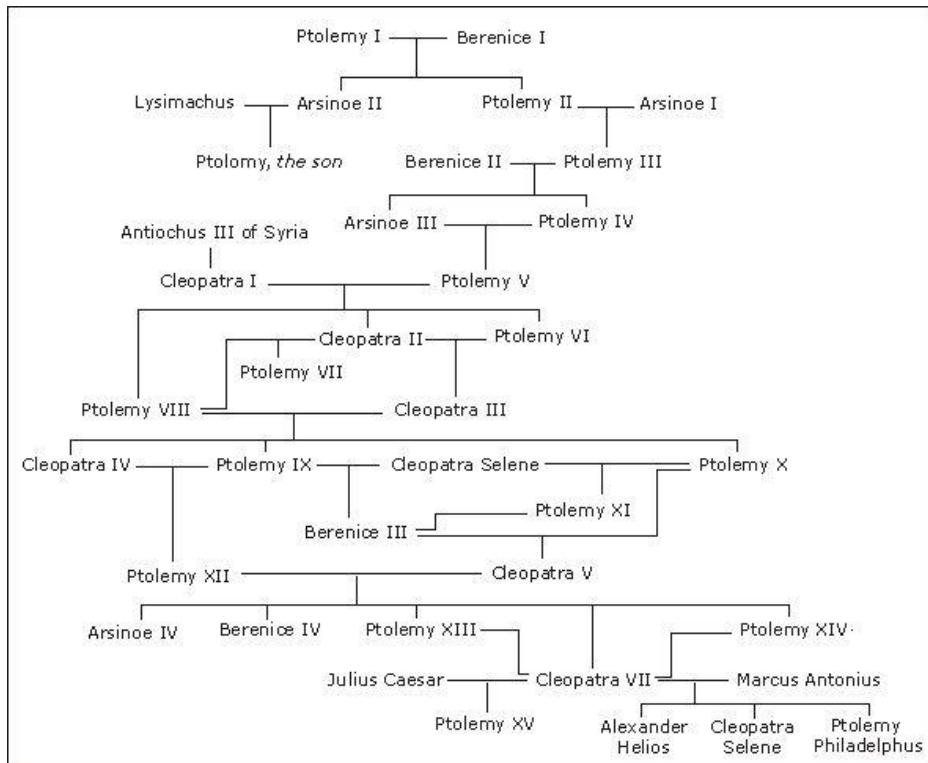 Ptolemy I Berenice I
Lysimachus Arsinoe II Ptolemy II Arsinoe I
Ptolomy, the son Berenice II Ptolemy III
Arsinoe III Ptolemy IV
Antiochus III of Syria
Cleopatra I Ptolemy V
Cleopatra II Ptolemy VI
Ptolemy VII
Ptolemy VIII Cleopatra III
Cleopatra IV Ptolemy IX Cleopatra Selene Ptolemy X
Berenice III Ptolemy XI
Ptolemy XII Cleopatra V
Arsinoe IV Berenice IV Ptolemy XIII Ptolemy XIV
Julius Caesar Cleopatra VII Marcus Antonius
Ptolemy XV
Alexander Cleopatra Ptolemy
Helios Selene Philadelphus